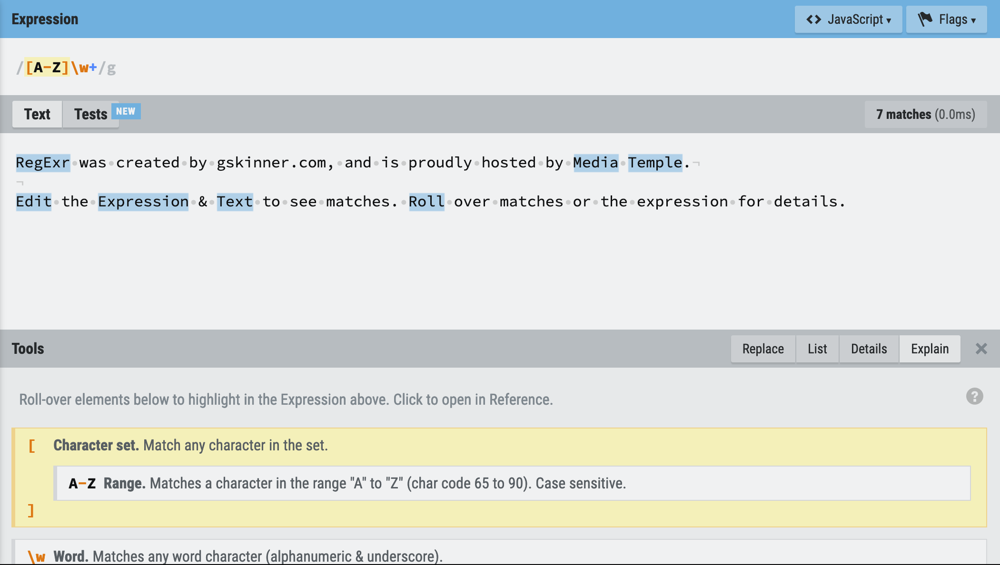 Expression
<> JavaScript ▾
Flags ▾
/[A-Z]\w+/g
Text
Tests
NEW
7 matches (0.0ms)
RegExr was created by gskinner.com, and is proudly hosted by Media Temple.
Edit the Expression & Text to see matches. Roll over matches or the expression for details.
Tools
Replace
List
Details
Explain
Roll-over elements below to highlight in the Expression above. Click to open in Reference.
?
[ Character set. Match any character in the set.
A-Z Range. Matches a character in the range "A" to "Z" (char code 65 to 90). Case sensitive.
]
\w Word. Matches any word character (alphanumeric & underscore).